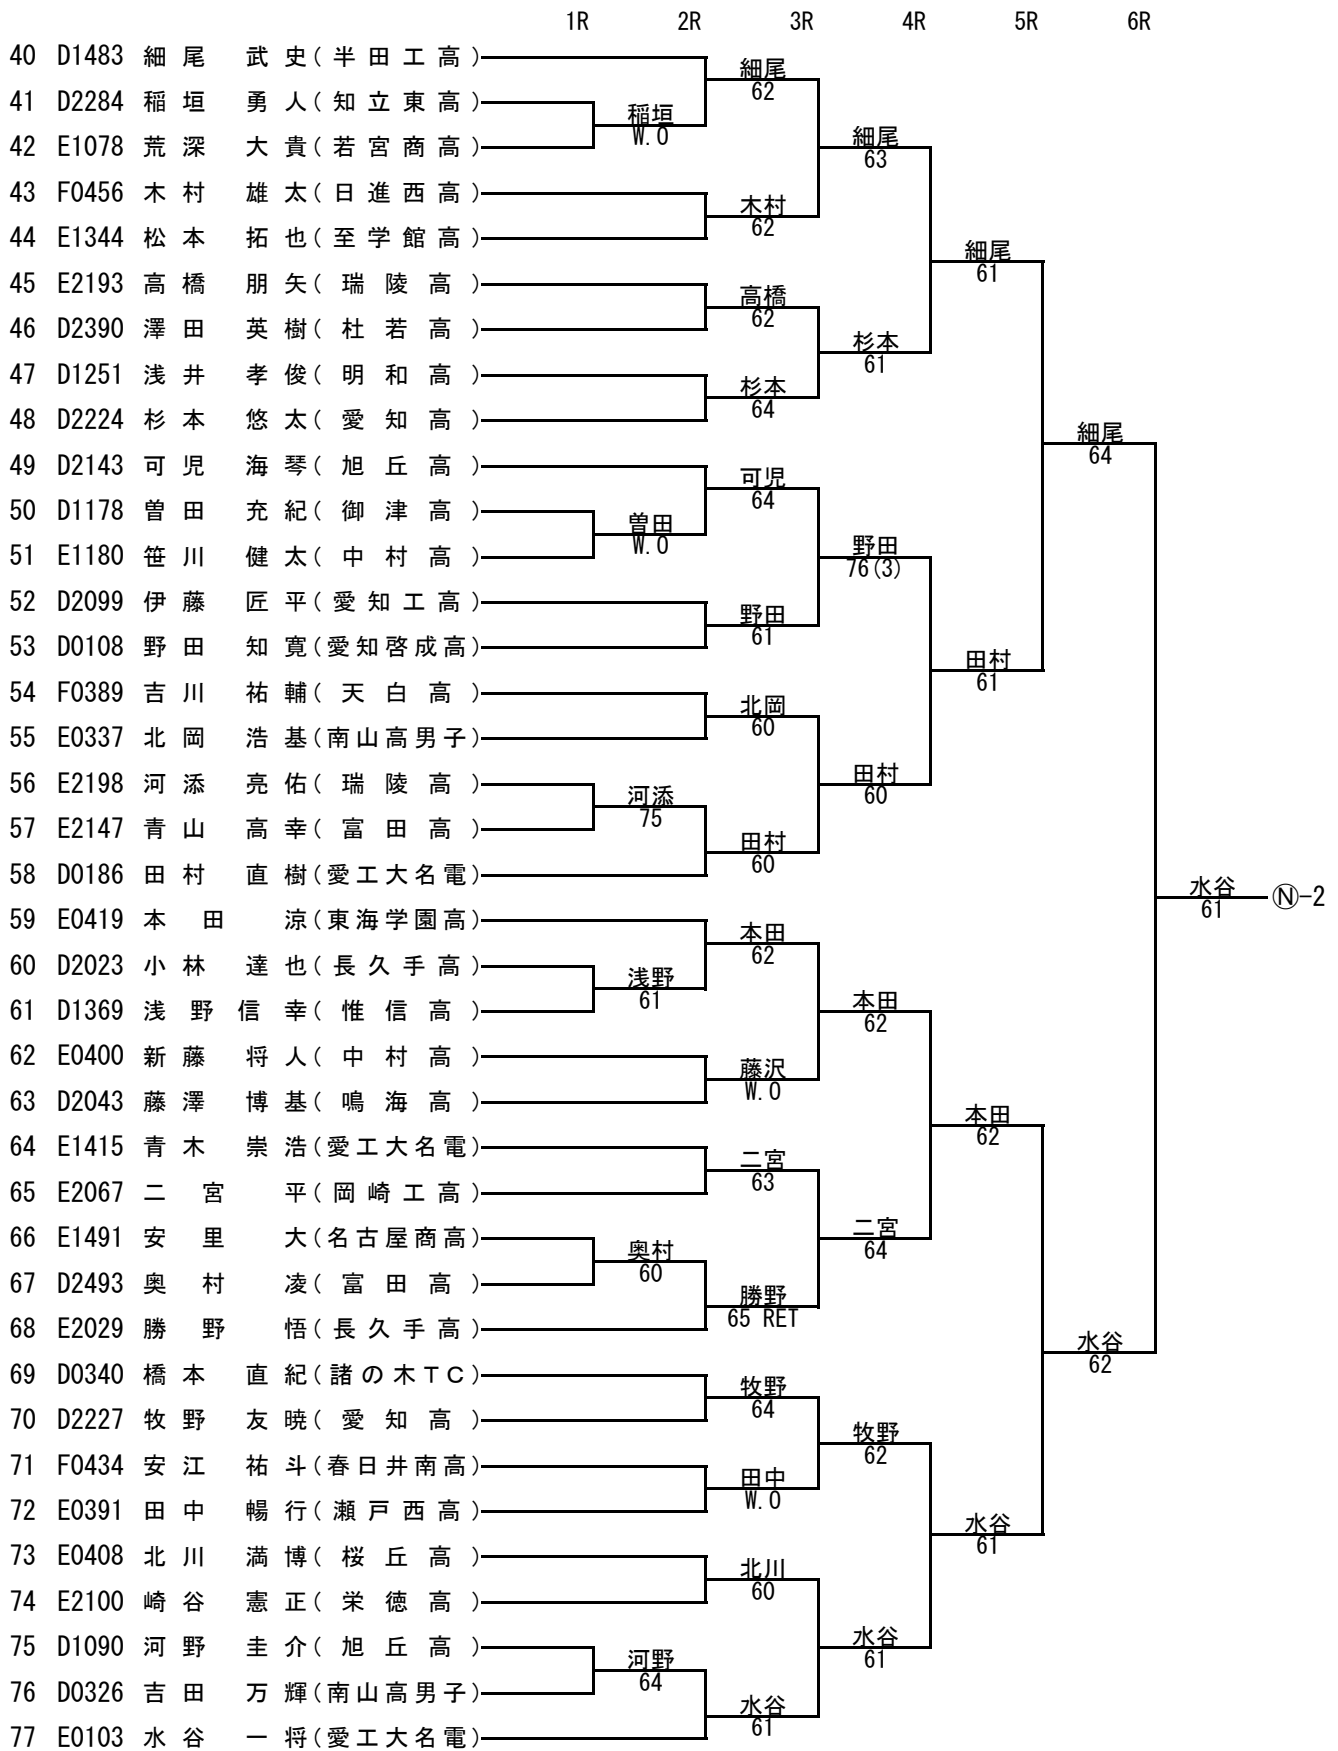 1R 2R 3R 4R 5R 6R
40 D1483 細尾 武史(半田工高)
細尾
62
41 D2284 稲垣 勇人(知立東高)
稲垣
W.O
42 E1078 荒深 大貴(若宮商高)
細尾
63
43 F0456 木村 雄太(日進西高)
木村
62
44 E1344 松本 拓也(至学館高)
細尾
61
45 E2193 高橋 朋矢(瑞陵高)
高橋
62
46 D2390 澤田 英樹(杜若高)
杉本
61
47 D1251 浅井 孝俊(明和高)
杉本
64
48 D2224 杉本 悠太(愛知高)
細尾
64
49 D2143 可児 海琴(旭丘高)
可児
64
50 D1178 曽田 充紀(御津高)
曽田
W.O
51 E1180 笹川 健太(中村高)
野田
76(3)
52 D2099 伊藤 匠平(愛知工高)
野田
61
53 D0108 野田 知寛(愛知啓成高)
田村
61
54 F0389 吉川 祐輔(天白高)
北岡
60
55 E0337 北岡 浩基(南山高男子)
田村
60
56 E2198 河添 亮佑(瑞陵高)
河添
75
57 E2147 青山 高幸(富田高)
田村
60
58 D0186 田村 直樹(愛工大名電)
水谷
61
Ⓝ-2
59 E0419 本田 涼(東海学園高)
本田
62
60 D2023 小林 達也(長久手高)
浅野
61
61 D1369 浅野信幸(惟信高)
本田
62
62 E0400 新藤 将人(中村高)
藤沢
W.O
63 D2043 藤澤 博基(鳴海高)
本田
62
64 E1415 青木 崇浩(愛工大名電)
二宮
63
65 E2067 二宮 平(岡崎工高)
二宮
64
66 E1491 安里 大(名古屋商高)
奥村
60
67 D2493 奥村 凌(富田高)
勝野
65 RET
68 E2029 勝野 悟(長久手高)
水谷
62
69 D0340 橋本 直紀(諸の木TC)
牧野
64
70 D2227 牧野 友暁(愛知高)
牧野
62
71 F0434 安江 祐斗(春日井南高)
田中
W.O
72 E0391 田中 暢行(瀬戸西高)
水谷
61
73 E0408 北川 満博(桜丘高)
北川
60
74 E2100 崎谷 憲正(栄徳高)
水谷
61
75 D1090 河野 圭介(旭丘高)
河野
64
76 D0326 吉田 万輝(南山高男子)
水谷
61
77 E0103 水谷 一将(愛工大名電)